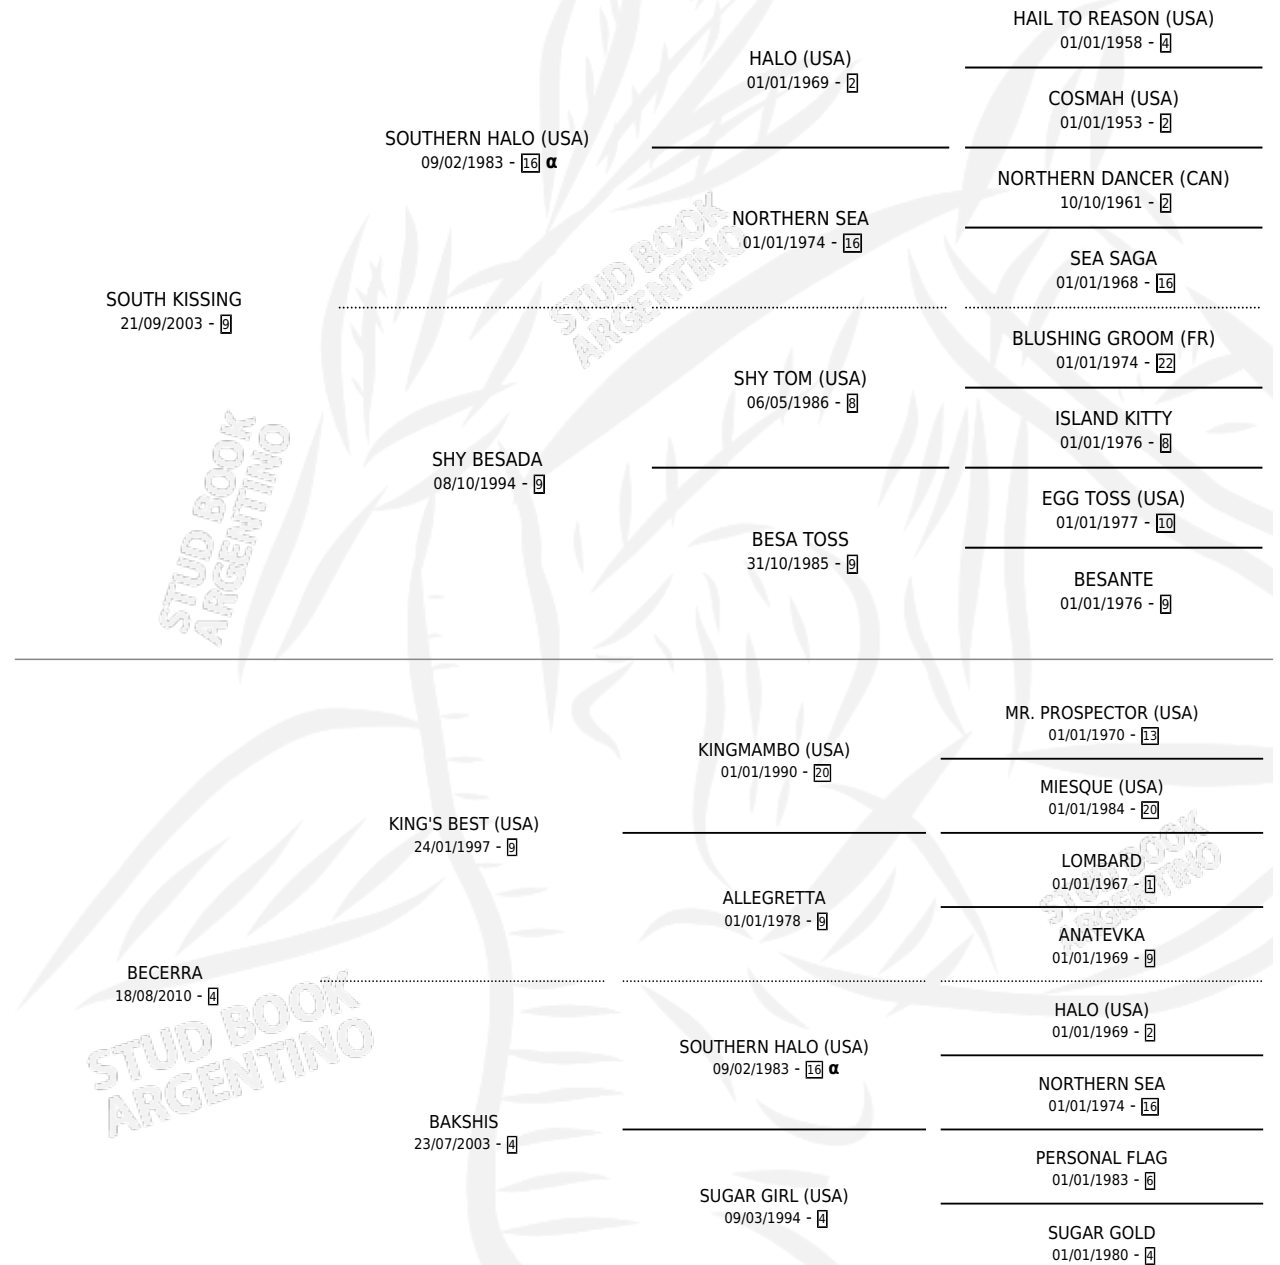 HAIL TO REASON (USA)
01/01/1958 - 4
HALO (USA)
01/01/1969 - 2
COSMAH (USA)
01/01/1953 - 2
SOUTHERN HALO (USA)
09/02/1983 - 16 α
NORTHERN DANCER (CAN)
10/10/1961 - 2
NORTHERN SEA
01/01/1974 - 16
SEA SAGA
01/01/1968 - 16
SOUTH KISSING
21/09/2003 - 9
BLUSHING GROOM (FR)
01/01/1974 - 22
SHY TOM (USA)
06/05/1986 - 8
ISLAND KITTY
01/01/1976 - 8
SHY BESADA
08/10/1994 - 9
EGG TOSS (USA)
01/01/1977 - 10
BESA TOSS
31/10/1985 - 9
BESANTE
01/01/1976 - 9
STUD BOOK
ARGENTINO
STUD BOOK
ARGENTINO
MR. PROSPECTOR (USA)
01/01/1970 - 13
KINGMAMBO (USA)
01/01/1990 - 20
MIESQUE (USA)
01/01/1984 - 20
KING'S BEST (USA)
24/01/1997 - 9
LOMBARD
01/01/1967 - 1
ALLEGRETTA
01/01/1978 - 9
ANATEVKA
01/01/1969 - 9
BECERRA
18/08/2010 - 4
HALO (USA)
01/01/1969 - 2
SOUTHERN HALO (USA)
09/02/1983 - 16 α
NORTHERN SEA
01/01/1974 - 16
BAKSHIS
23/07/2003 - 4
PERSONAL FLAG
01/01/1983 - 6
SUGAR GIRL (USA)
09/03/1994 - 4
SUGAR GOLD
01/01/1980 - 4
STUD BOOK
ARGENTINO
STUD BOOK
ARGENTINO